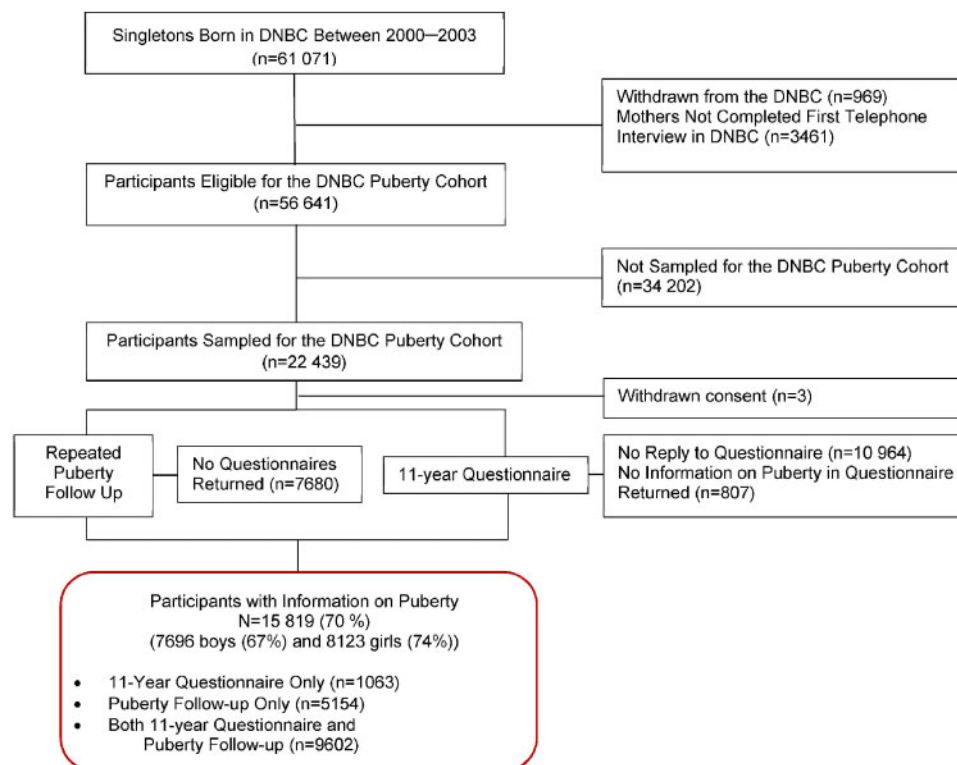 Singletons Born in DNBC Between 2000–2003
(n=61 071)
Withdrawn from the DNBC (n=969)
Mothers Not Completed First Telephone
Interview in DNBC (n=3461)
Participants Eligible for the DNBC Puberty Cohort
(n=56 641)
Not Sampled for the DNBC Puberty Cohort
(n=34 202)
Participants Sampled for the DNBC Puberty Cohort
(n=22 439)
Withdrawn consent (n=3)
Repeated
Puberty
Follow Up
No Questionnaires
Returned (n=7680)
11-year Questionnaire
No Reply to Questionnaire (n=10 964)
No Information on Puberty in Questionnaire
Returned (n=807)
Participants with Information on Puberty
N=15 819 (70 %)
(7696 boys (67%) and 8123 girls (74%))
• 11-Year Questionnaire Only (n=1063)
• Puberty Follow-up Only (n=5154)
• Both 11-year Questionnaire and
Puberty Follow-up (n=9602)